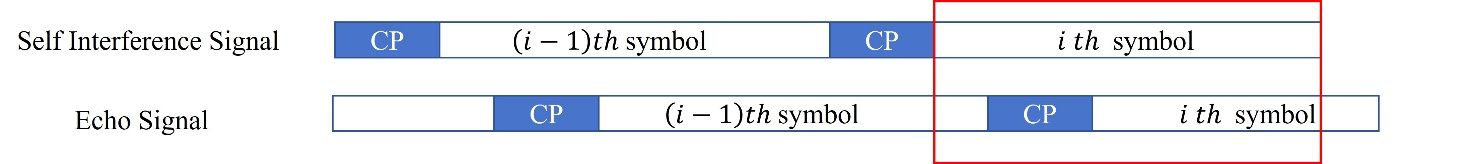 Self Interference Signal CP (i − 1)th symbol CP i th symbol
Echo Signal CP (i − 1)th symbol CP i th symbol